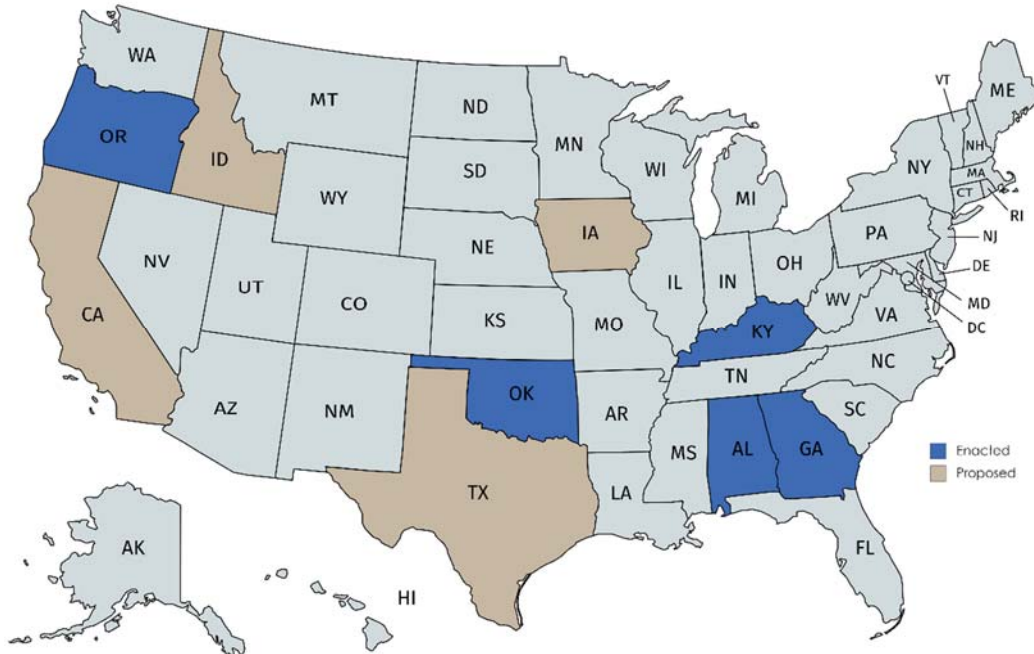 WA
MT
ND
MN
VT
ME
OR
ID
SD
WI
MI
NY
NH
MA
CT
RI
WY
IA
PA
NJ
NE
OH
DE
NV
UT
CO
IL
IN
WV
MD
CA
KS
MO
KY
VA
DC
TN
NC
AZ
NM
OK
AR
SC
MS
AL
GA
Enacted
Proposed
TX
LA
AK
FL
HI